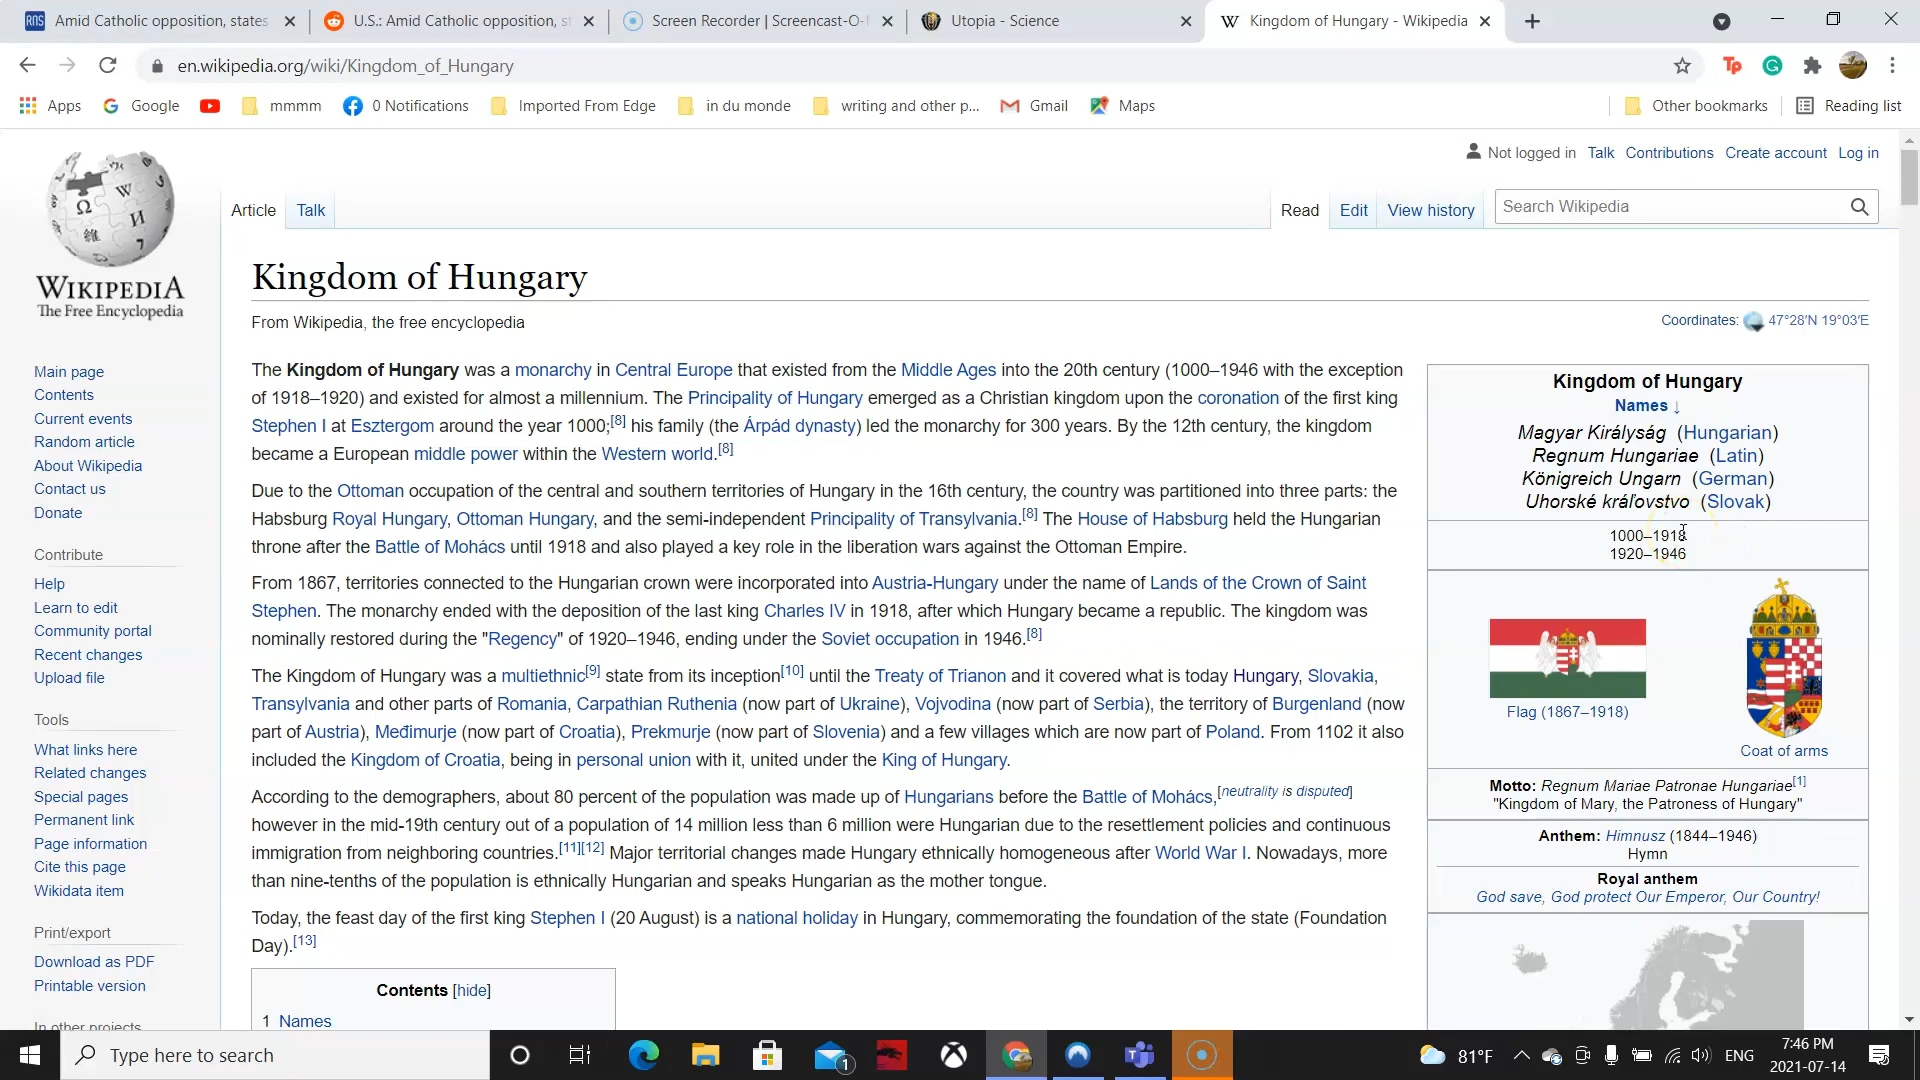 Amid Catholic opposition, states
U.S.: Amid Catholic opposition, st
Screen Recorder | Screencast-O-
Utopia - Science
Kingdom of Hungary - Wikipedia
en.wikipedia.org/wiki/Kingdom_of_Hungary
Apps
Google
mmmm
0 Notifications
Imported From Edge
in du monde
writing and other p...
Gmail
Maps
Other bookmarks
Reading list
Not logged in Talk Contributions Create account Log in
Article Talk
Read Edit View history
Search Wikipedia
WIKIPEDIA
The Free Encyclopedia
Main page
Contents
Current events
Random article
About Wikipedia
Contact us
Donate
Contribute
Help
Learn to edit
Community portal
Recent changes
Upload file
Tools
What links here
Related changes
Special pages
Permanent link
Page information
Cite this page
Wikidata item
Print/export
Download as PDF
Printable version
In other projects
Kingdom of Hungary
From Wikipedia, the free encyclopedia
Coordinates: 47°28′N 19°03′E
The Kingdom of Hungary was a monarchy in Central Europe that existed from the Middle Ages into the 20th century (1000–1946 with the exception
of 1918–1920) and existed for almost a millennium. The Principality of Hungary emerged as a Christian kingdom upon the coronation of the first king
Stephen I at Esztergom around the year 1000;[8] his family (the Árpád dynasty) led the monarchy for 300 years. By the 12th century, the kingdom
became a European middle power within the Western world.[8]
Due to the Ottoman occupation of the central and southern territories of Hungary in the 16th century, the country was partitioned into three parts: the
Habsburg Royal Hungary, Ottoman Hungary, and the semi-independent Principality of Transylvania.[8] The House of Habsburg held the Hungarian
throne after the Battle of Mohács until 1918 and also played a key role in the liberation wars against the Ottoman Empire.
From 1867, territories connected to the Hungarian crown were incorporated into Austria-Hungary under the name of Lands of the Crown of Saint
Stephen. The monarchy ended with the deposition of the last king Charles IV in 1918, after which Hungary became a republic. The kingdom was
nominally restored during the "Regency" of 1920–1946, ending under the Soviet occupation in 1946.[8]
The Kingdom of Hungary was a multiethnic[9] state from its inception[10] until the Treaty of Trianon and it covered what is today Hungary, Slovakia,
Transylvania and other parts of Romania, Carpathian Ruthenia (now part of Ukraine), Vojvodina (now part of Serbia), the territory of Burgenland (now
part of Austria), Međimurje (now part of Croatia), Prekmurje (now part of Slovenia) and a few villages which are now part of Poland. From 1102 it also
included the Kingdom of Croatia, being in personal union with it, united under the King of Hungary.
According to the demographers, about 80 percent of the population was made up of Hungarians before the Battle of Mohács,[neutrality is disputed]
however in the mid-19th century out of a population of 14 million less than 6 million were Hungarian due to the resettlement policies and continuous
immigration from neighboring countries.[11][12] Major territorial changes made Hungary ethnically homogeneous after World War I. Nowadays, more
than nine-tenths of the population is ethnically Hungarian and speaks Hungarian as the mother tongue.
Today, the feast day of the first king Stephen I (20 August) is a national holiday in Hungary, commemorating the foundation of the state (Foundation
Day).[13]
Contents [hide]
1 Names
Kingdom of Hungary
Names ↓
Magyar Királyság (Hungarian)
Regnum Hungariae (Latin)
Königreich Ungarn (German)
Uhorské kráľovstvo (Slovak)
1000–1918
1920–1946
Flag (1867–1918)
Coat of arms
Motto: Regnum Mariae Patronae Hungariae[1]
"Kingdom of Mary, the Patroness of Hungary"
Anthem: Himnusz (1844–1946)
Hymn
Royal anthem
God save, God protect Our Emperor, Our Country!
Type here to search
1
81°F
ENG
7:46 PM
2021-07-14